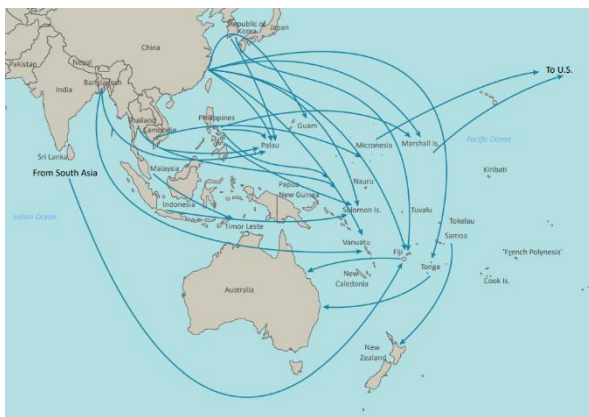 Republic of
Korea
Japan
China
Pakistan
Nepal
Bangladesh
India
To U.S.
Thailand
Cambodia
Philippines
Guam
Palau
Micronesia
Marshall Is.
Pacific Ocean
Sri Lanka
From South Asia
Malaysia
Indonesia
Papua
New Guinea
Nauru
Kiribati
Solomon Is.
Tuvalu
Tokelau
Samoa
Indian Ocean
Timor Leste
Vanuatu
Fiji
'French Polynesia'
Tonga
Cook Is.
New
Caledonia
Australia
New
Zealand